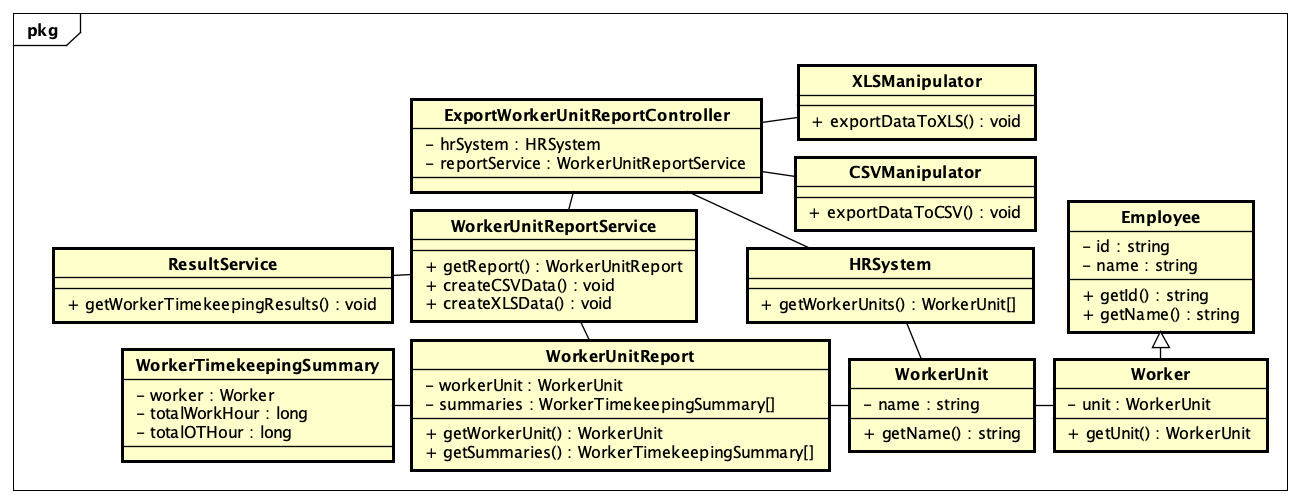 pkg
XLSManipulator
+ exportDataToXLS() : void
ExportWorkerUnitReportController
- hrSystem : HRSystem
- reportService : WorkerUnitReportService
CSVManipulator
+ exportDataToCSV() : void
Employee
- id : string
- name : string
+ getId() : string
+ getName() : string
WorkerUnitReportService
+ getReport() : WorkerUnitReport
+ createCSVData() : void
+ createXLSData() : void
ResultService
+ getWorkerTimekeepingResults() : void
HRSystem
+ getWorkerUnits() : WorkerUnit[]
WorkerTimekeepingSummary
- worker : Worker
- totalWorkHour : long
- totalOTHour : long
WorkerUnitReport
- workerUnit : WorkerUnit
- summaries : WorkerTimekeepingSummary[]
+ getWorkerUnit() : WorkerUnit
+ getSummaries() : WorkerTimekeepingSummary[]
WorkerUnit
- name : string
+ getName() : string
Worker
- unit : WorkerUnit
+ getUnit() : WorkerUnit